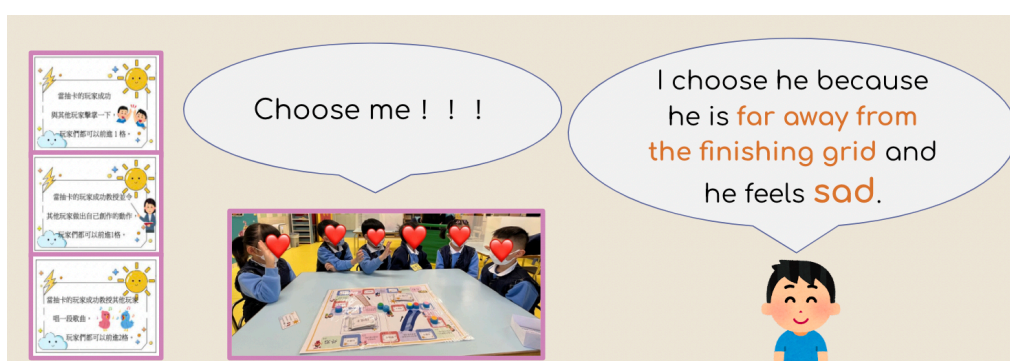 當抽卡的玩家成功
與其他玩家擊掌一下，
玩家們都可以前進1格。
當抽卡的玩家成功教授並令
其他玩家做出自己創作的動作，
玩家們都可以前進1格。
當抽卡的玩家成功教授其他玩家
唱一段歌曲，
玩家們都可以前進2格。
Choose me！！！
I choose he because
he is far away from
the finishing grid and
he feels sad.